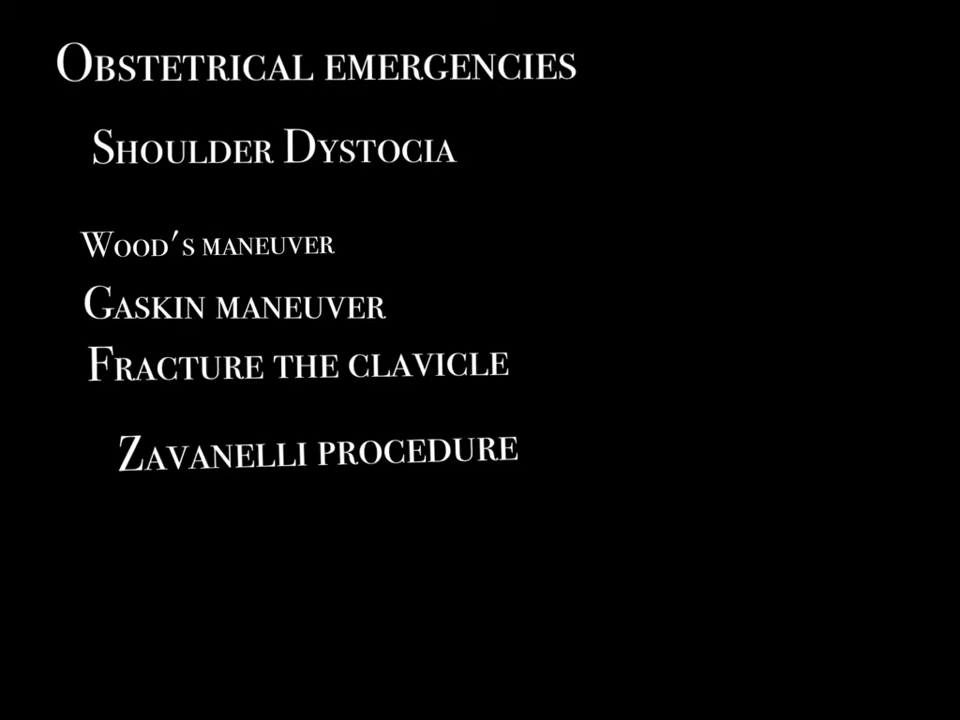 Obstetrical emergencies
Shoulder Dystocia
Wood's maneuver
Gaskin maneuver
Fracture the clavicle
Zavanelli procedure